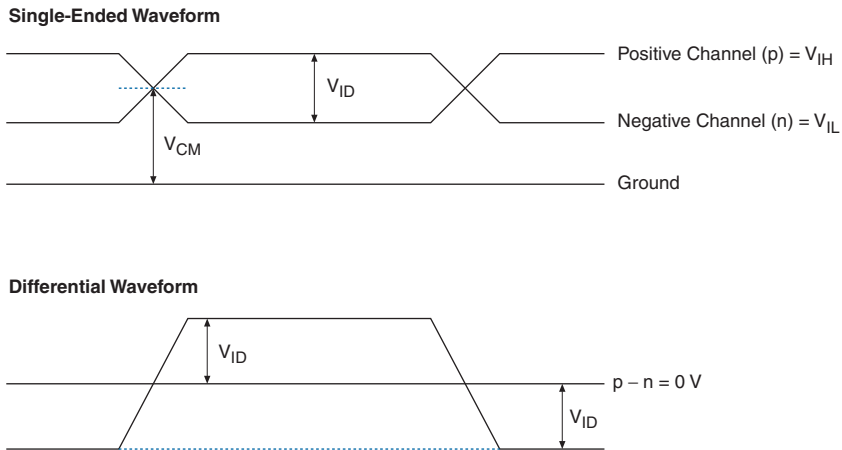 Single-Ended Waveform
Positive Channel (p) = VIH
VID
Negative Channel (n) = VIL
VCM
Ground
Differential Waveform
VID
p – n = 0 V
VID